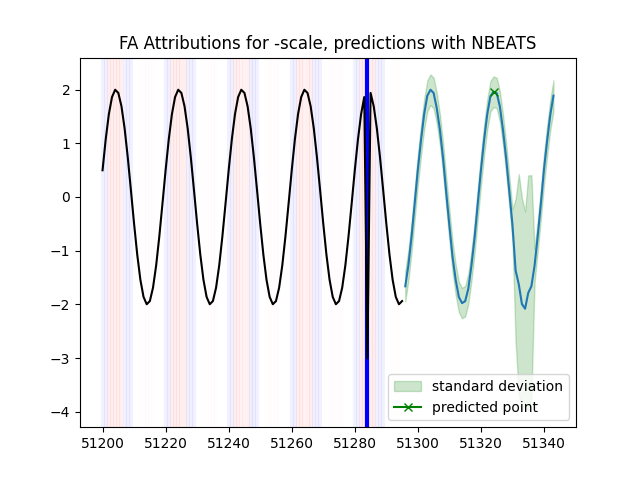 FA Attributions for -scale, predictions with NBEATS
2
1
0
−1
−2
−3
−4
standard deviation
predicted point
51200 51220 51240 51260 51280 51300 51320 51340